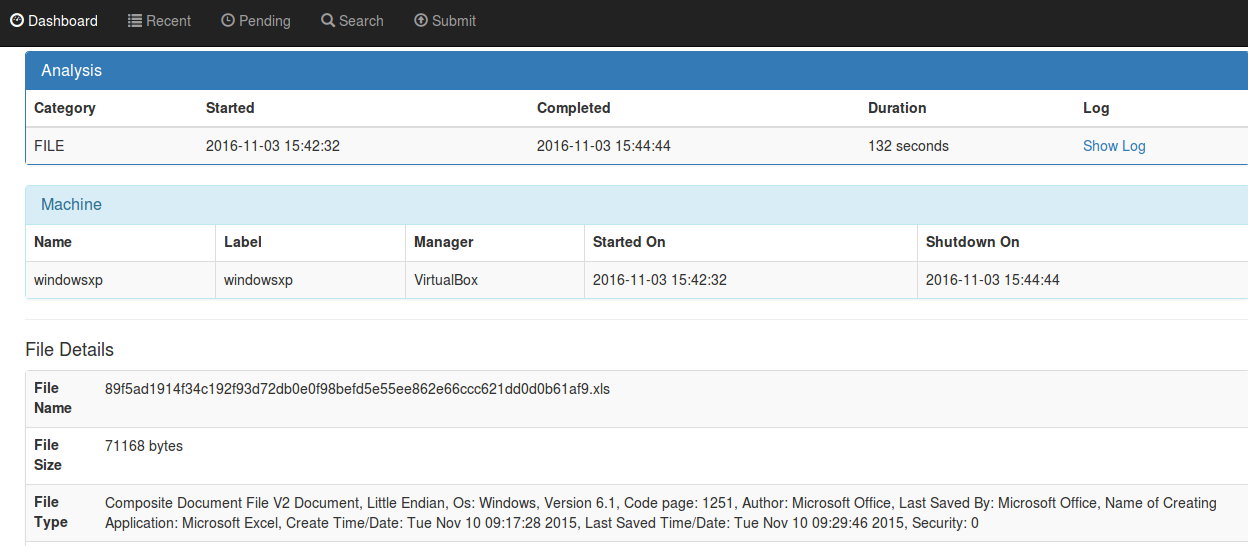 Dashboard Recent Pending Search Submit
Analysis
Category Started Completed Duration Log
FILE 2016-11-03 15:42:32 2016-11-03 15:44:44 132 seconds Show Log
Machine
Name Label Manager Started On Shutdown On
windowsxp windowsxp VirtualBox 2016-11-03 15:42:32 2016-11-03 15:44:44
File Details
File Name 89f5ad1914f34c192f93d72db0e0f98befd5e55ee862e66ccc621dd0d0b61af9.xls
File Size 71168 bytes
File Type Composite Document File V2 Document, Little Endian, Os: Windows, Version 6.1, Code page: 1251, Author: Microsoft Office, Last Saved By: Microsoft Office, Name of Creating
Application: Microsoft Excel, Create Time/Date: Tue Nov 10 09:17:28 2015, Last Saved Time/Date: Tue Nov 10 09:29:46 2015, Security: 0